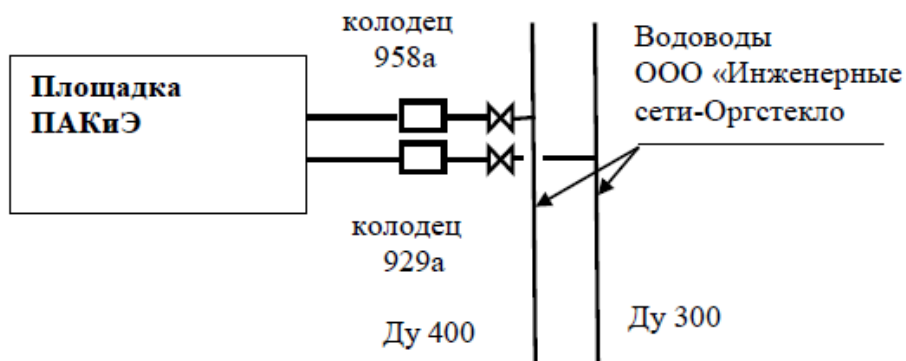 колодец
958а
Площадка
ПАКиЭ
Водоводы
ООО «Инженерные
сети-Оргстекло
колодец
929а
Ду 400
Ду 300